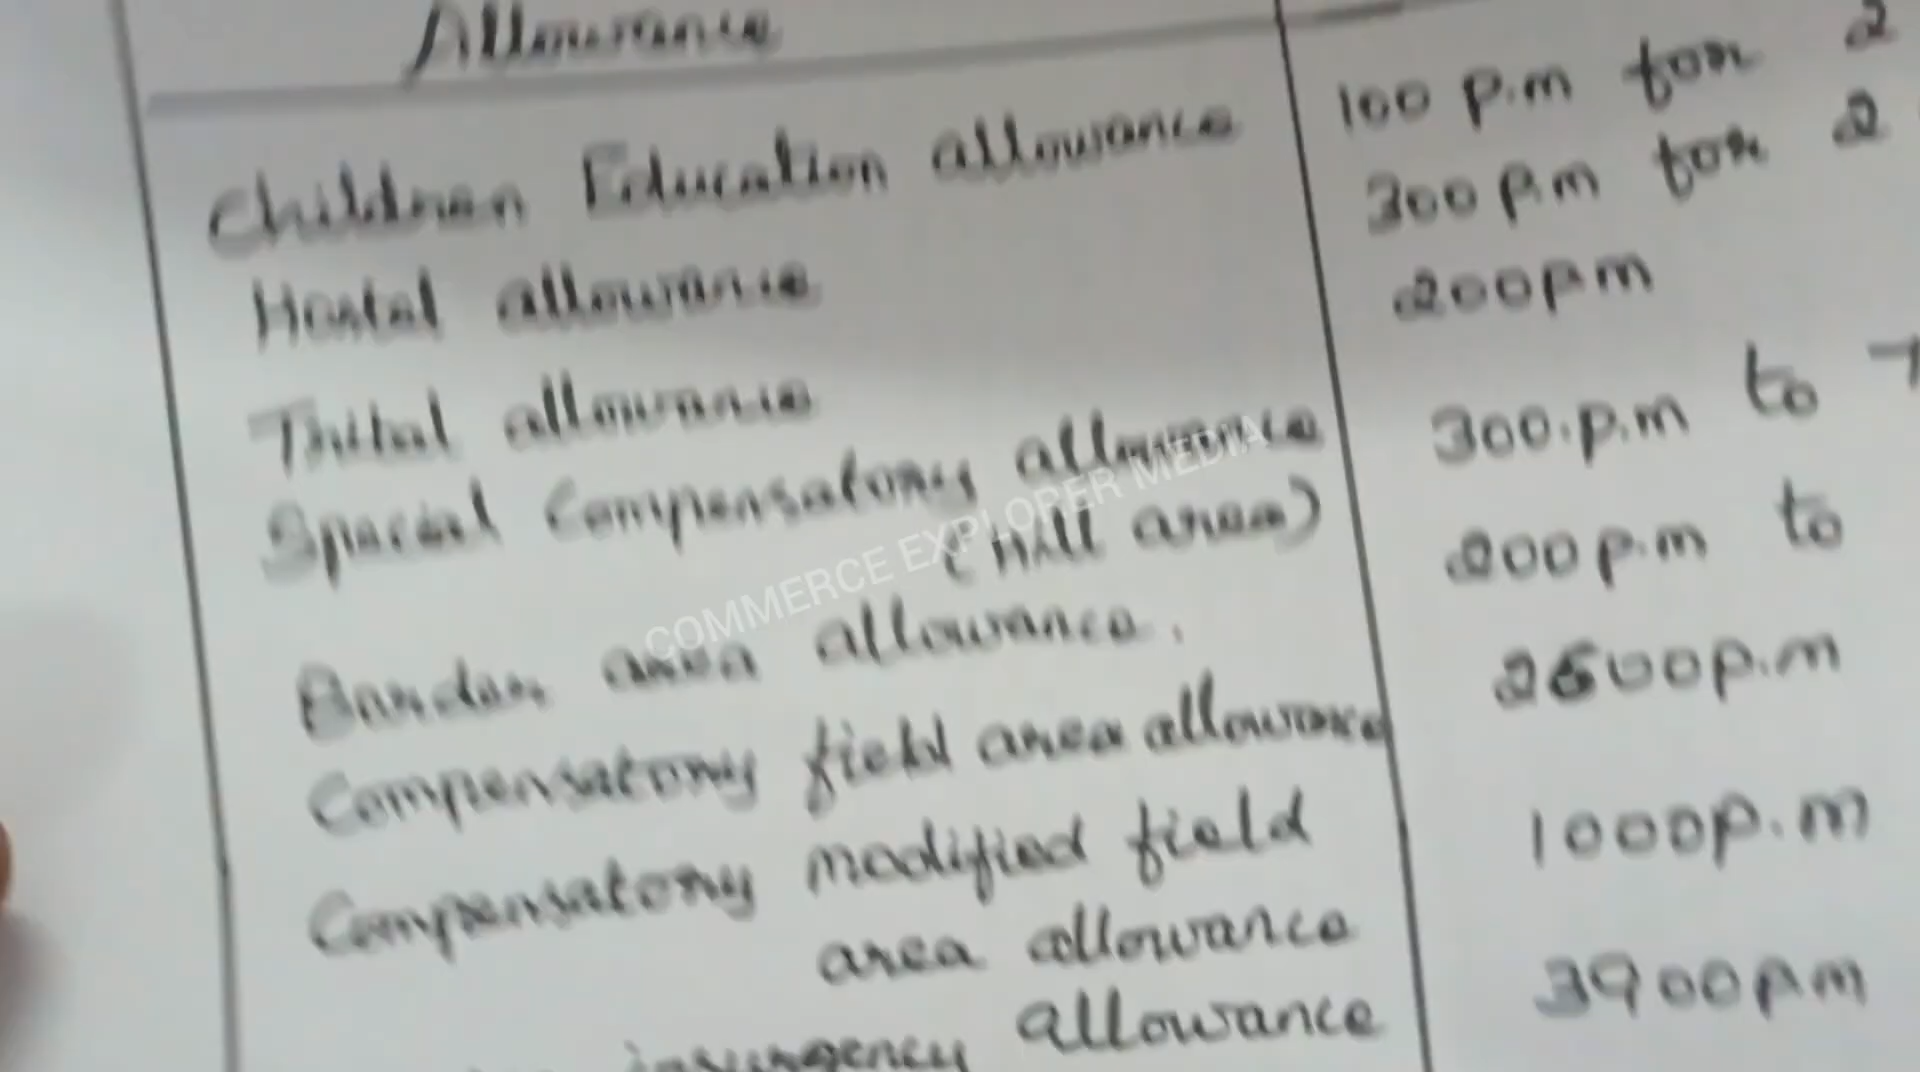 Allowance
Children Education allowance 100 p.m for 2
Hostel allowance 300 p.m for 2
Tribal allowance 200pm
Special Compensatory allowance 300.p.m to 7
(Hill area)
Border area allowance. 200 p.m to
Compensatory field area allowance 2600p.m
Compensatory modified field 1000p.m
area allowance
insurgency allowance 3900pm
COMMERCE EXPLORER MEDIA